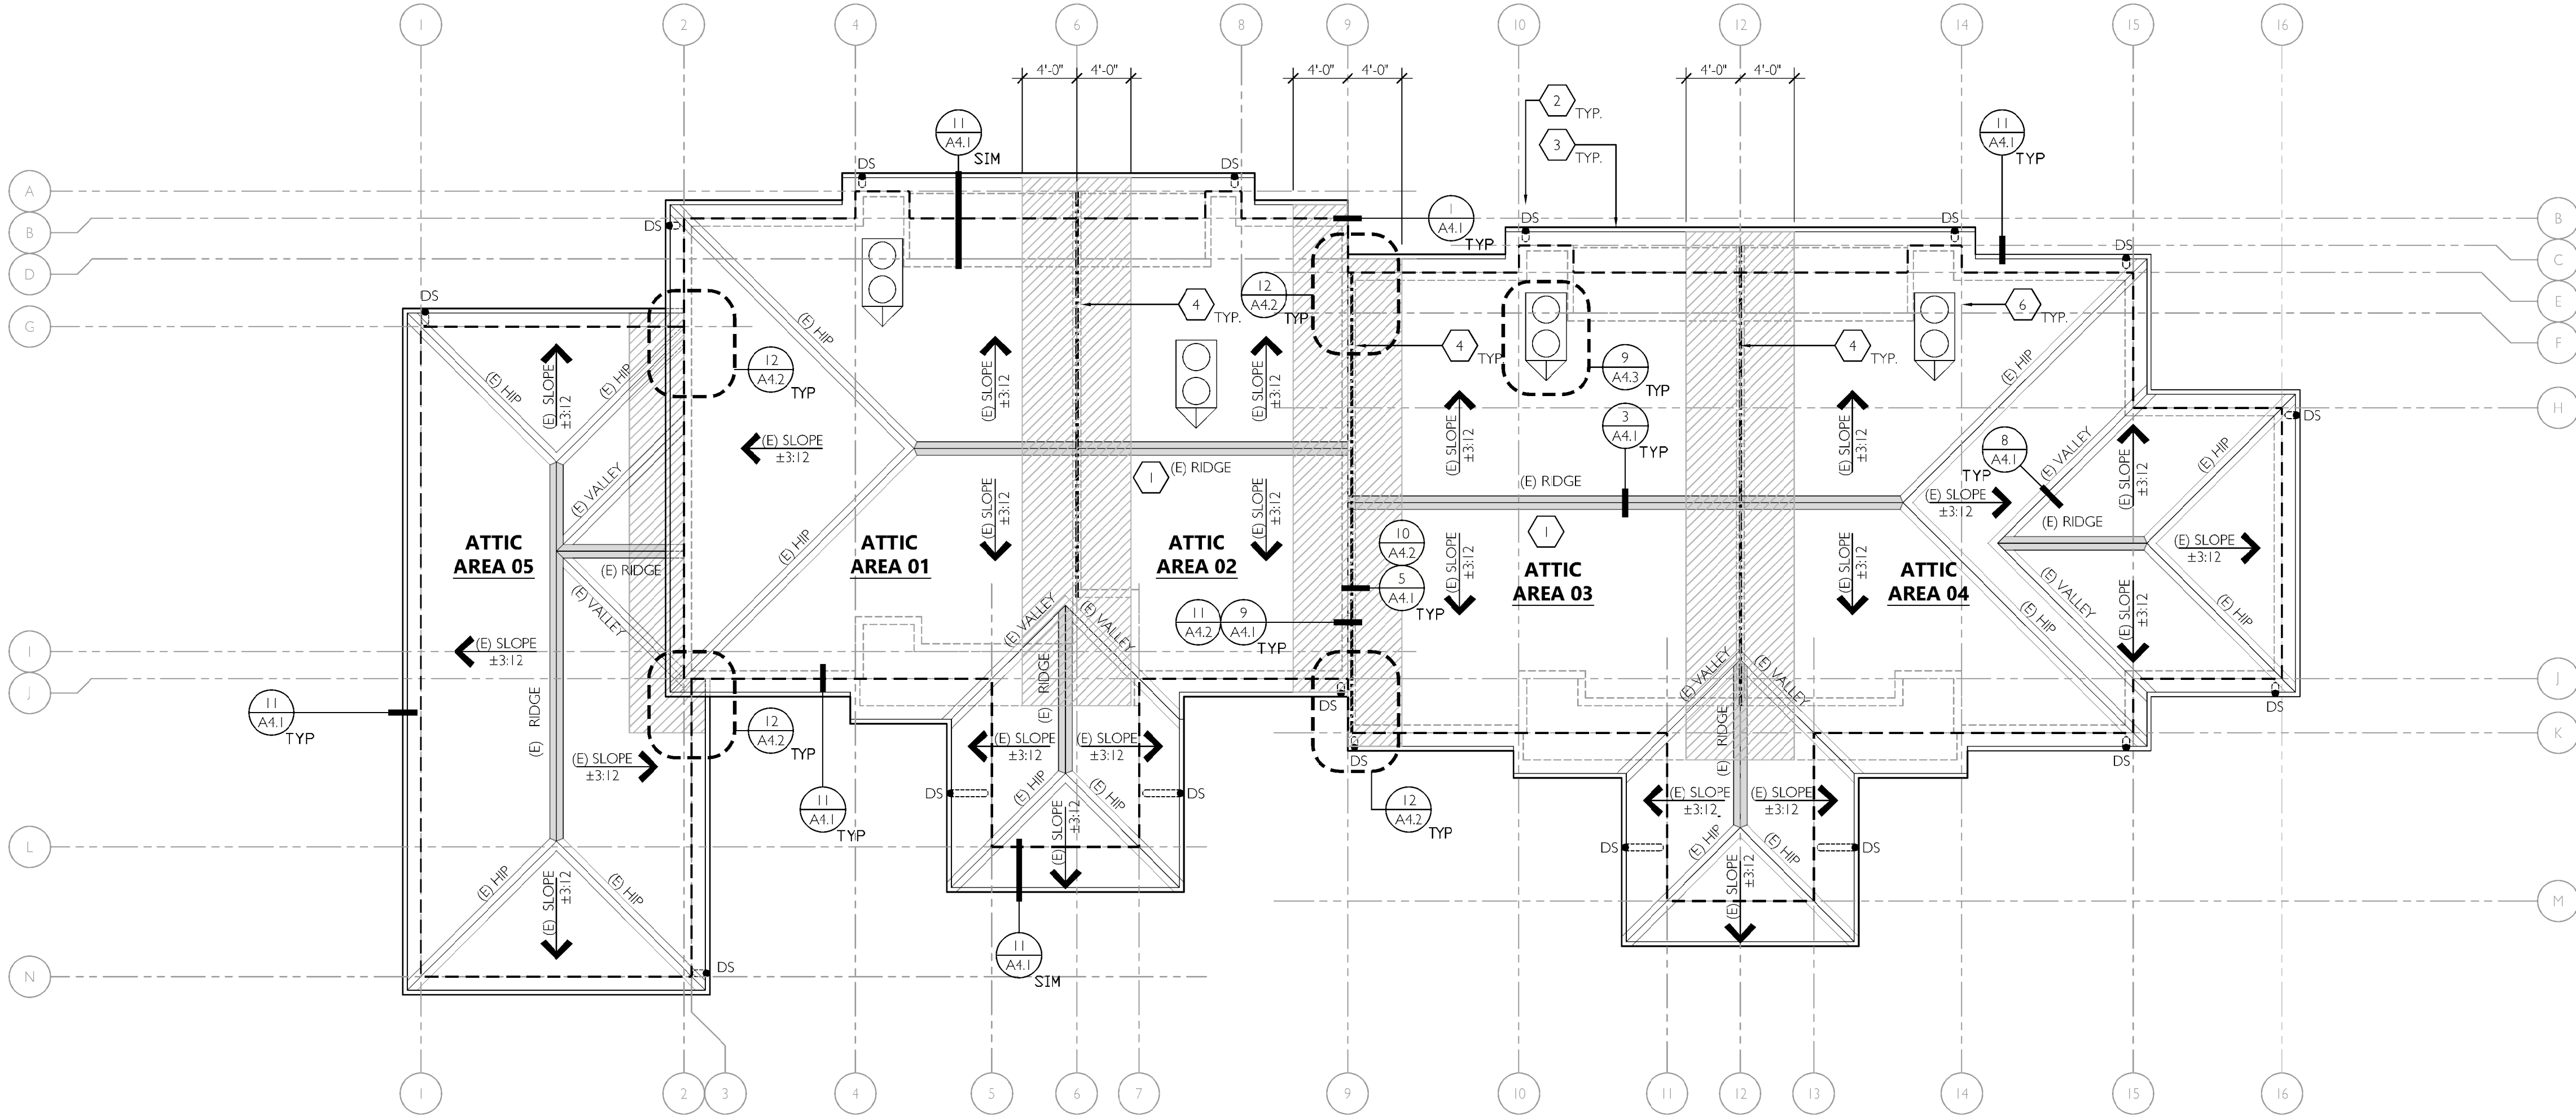 1 2 4 6 8 9 10 12 14 15 16
4'-0" 4'-0" 4'-0" 4'-0" 4'-0" 4'-0"
2 TYP.
3 TYP.
11
A4.1
SIM
11
A4.1
TYP
DS DS
A
B
D
G
B
C
E
F
H
1
A4.1
TYP
DS DS DS
DS
12
A4.2
TYP
4 TYP.
6 TYP.
DS
4 TYP.
4 TYP.
12
A4.2
TYP
9
A4.3
TYP
(E) HIP
(E) HIP
(E) HIP
(E) HIP
(E) SLOPE
±3:12
(E) SLOPE
±3:12
(E) SLOPE
±3:12
(E) SLOPE
±3:12
(E) SLOPE
±3:12
DS
(E) SLOPE
±3:12
3
A4.1
TYP
8
A4.1
TYP
(E) VALLEY
(E) SLOPE
±3:12
(E) HIP
1
(E) RIDGE
(E) VALLEY
(E) RIDGE
(E) SLOPE
±3:12
(E) SLOPE
±3:12
(E) SLOPE
±3:12
ATTIC
AREA 05
ATTIC
AREA 01
ATTIC
AREA 02
1
ATTIC
AREA 03
ATTIC
AREA 04
(E) RIDGE
(E) SLOPE
±3:12
(E) RIDGE
(E) HIP
10
A4.2
5
A4.1
TYP
(E) SLOPE
±3:12
(E) SLOPE
±3:12
(E) VALLEY
(E) VALLEY
(E) VALLEY
11
A4.2
9
A4.1
TYP
(E) HIP
(E) VALLEY
(E) SLOPE
±3:12
(E) HIP
I
J
J
K
(E) SLOPE
±3:12
(E) RIDGE
(E) RIDGE
(E) VALLEY
(E) VALLEY
11
A4.1
TYP
12
A4.2
TYP
DS
DS
DS
DS
(E) RIDGE
(E) SLOPE
±3:12
(E) SLOPE
±3:12
(E) SLOPE
±3:12
DS
(E) HIP
(E) HIP
DS
(E) SLOPE
±3:12
11
A4.1
TYP
12
A4.2
TYP
(E) SLOPE
±3:12
(E) SLOPE
±3:12
L
DS
(E) HIP
(E) HIP
DS
(E) SLOPE
±3:12
(E) HIP
(E) HIP
(E) SLOPE
±3:12
M
11
A4.1
SIM
N
DS
1 2 3 4 5 6 7 9 10 11 12 13 14 15 16